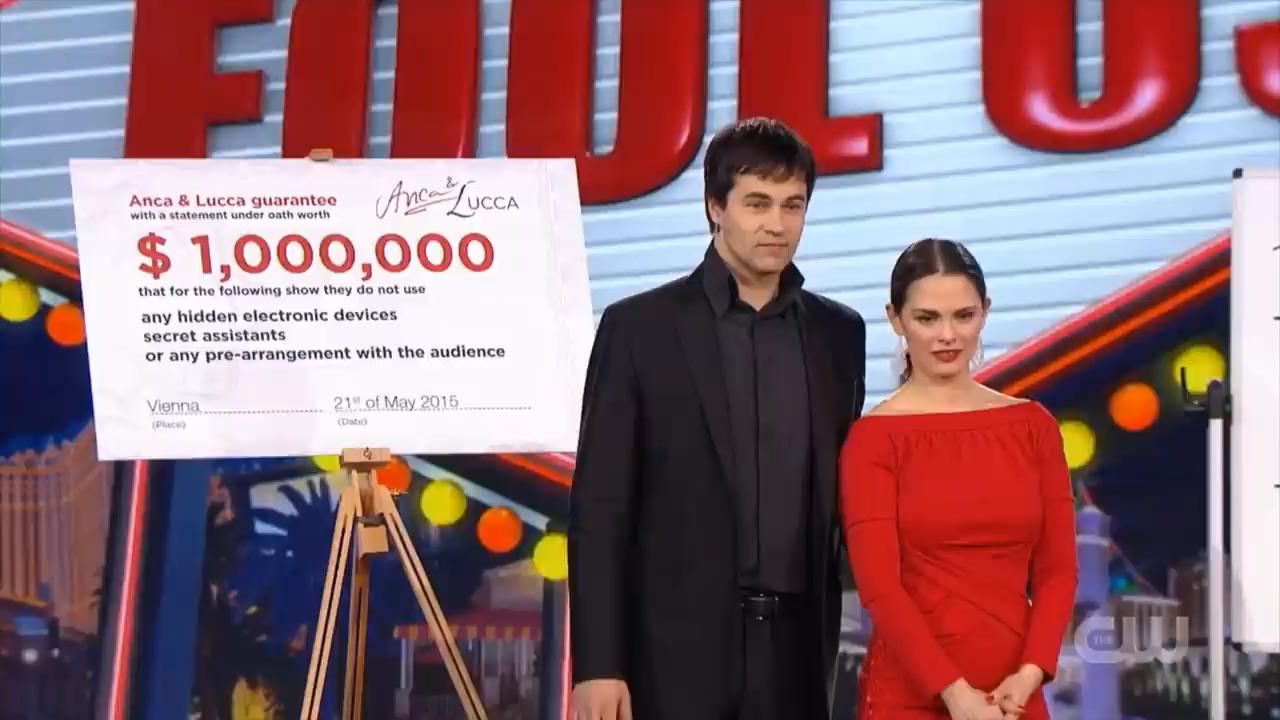 FOOL US
Anca & Lucca guarantee
with a statement under oath worth
Anca & Lucca
$ 1,000,000
that for the following show they do not use
any hidden electronic devices
secret assistants
or any pre-arrangement with the audience
Vienna
21st of May 2015
(Place)
(Date)
THE CW